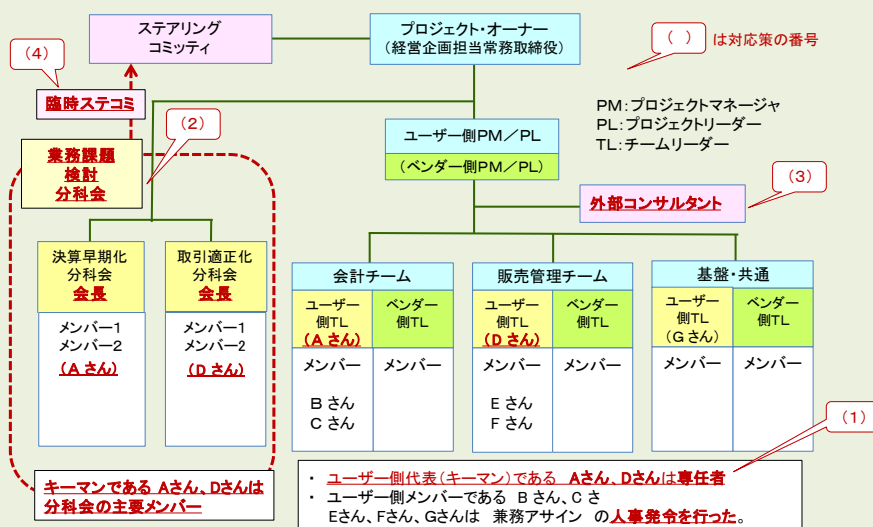 ステアリング
コミッティ
プロジェクト・オーナー
(経営企画担当常務取締役)
( ) は対応策の番号
(4)
臨時ステコミ
(2)
業務課題
検討
分科会
PM:プロジェクトマネージャ
PL:プロジェクトリーダー
TL:チームリーダー
ユーザー側PM/PL
(ベンダー側PM/PL)
(3)
外部コンサルタント
決算早期化
分科会
会長
メンバー1
メンバー2
(Aさん)
取引適正化
分科会
会長
メンバー1
メンバー2
(Dさん)
会計チーム
ユーザー
側TL
(Aさん)
ベンダー
側TL
メンバー
Bさん
Cさん
メンバー
販売管理チーム
ユーザー
側TL
(Dさん)
ベンダー
側TL
メンバー
Eさん
Fさん
メンバー
基盤・共通
ユーザー
側TL
(Gさん)
ベンダー
側TL
メンバー
メンバー
(1)
キーマンである Aさん、Dさんは
分科会の主要メンバー
・ ユーザー側代表(キーマン)である Aさん、Dさんは専任者
・ ユーザー側メンバーである Bさん、Cさ
Eさん、Fさん、Gさんは 兼務アサイン の人事発令を行った。